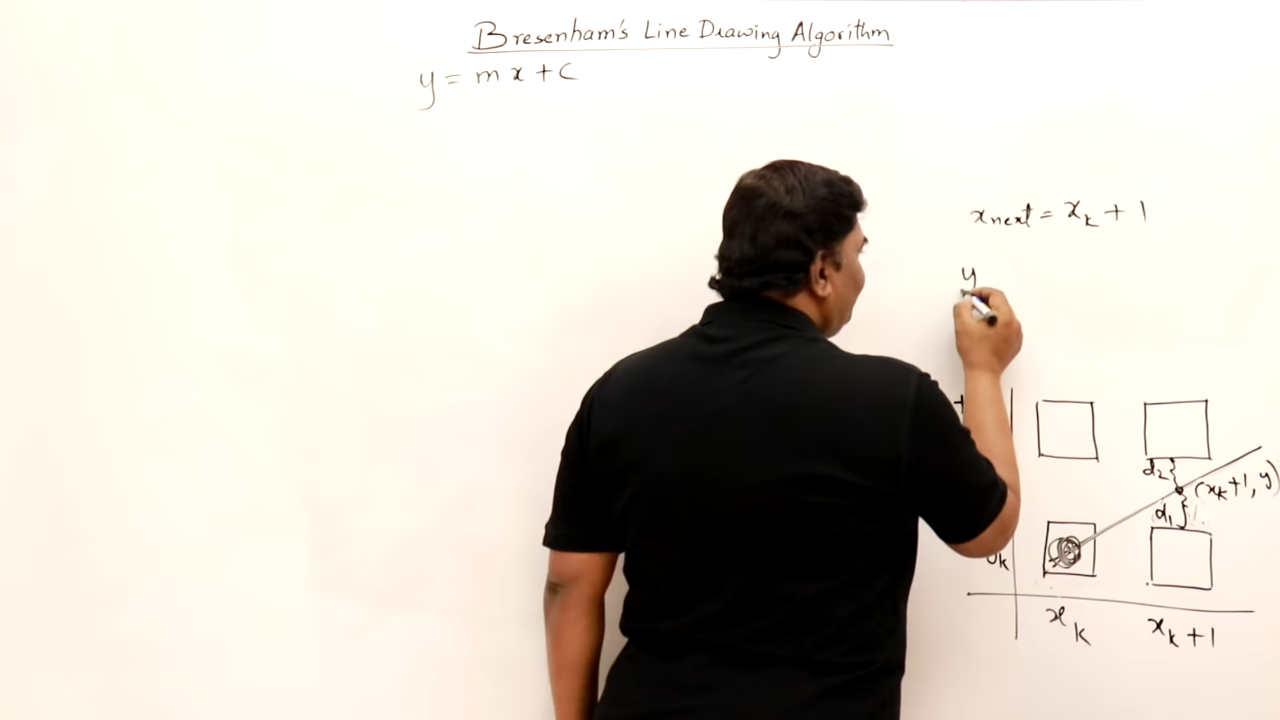 Bresenham's Line Drawing Algorithm
y = mx + C
xnext = xₖ + 1
y
d₂
(xₖ+1, y)
d₁
xₖ
xₖ+1